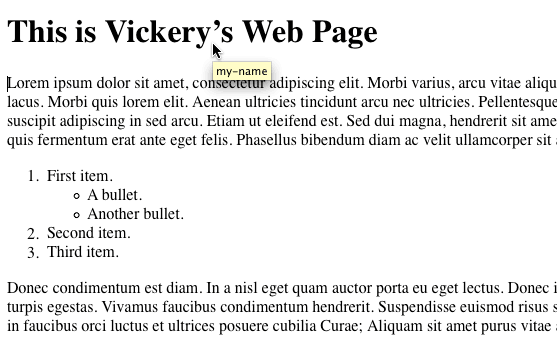 This is Vickery’s Web Page
my-name
Lorem ipsum dolor sit amet, consectetur adipiscing elit. Morbi varius, arcu vitae aliqu
lacus. Morbi quis lorem elit. Aenean ultricies tincidunt arcu nec ultricies. Pellentesque
suscipit adipiscing in sed arcu. Etiam ut eleifend est. Sed dui magna, hendrerit sit ame
quis fermentum erat ante eget felis. Phasellus bibendum diam ac velit ullamcorper sit
1. First item.
A bullet.
Another bullet.
2. Second item.
3. Third item.
Donec condimentum est diam. In a nisl eget quam auctor porta eu eget lectus. Donec i
turpis egestas. Vivamus faucibus condimentum hendrerit. Suspendisse euismod risus s
in faucibus orci luctus et ultrices posuere cubilia Curae; Aliquam sit amet purus vitae